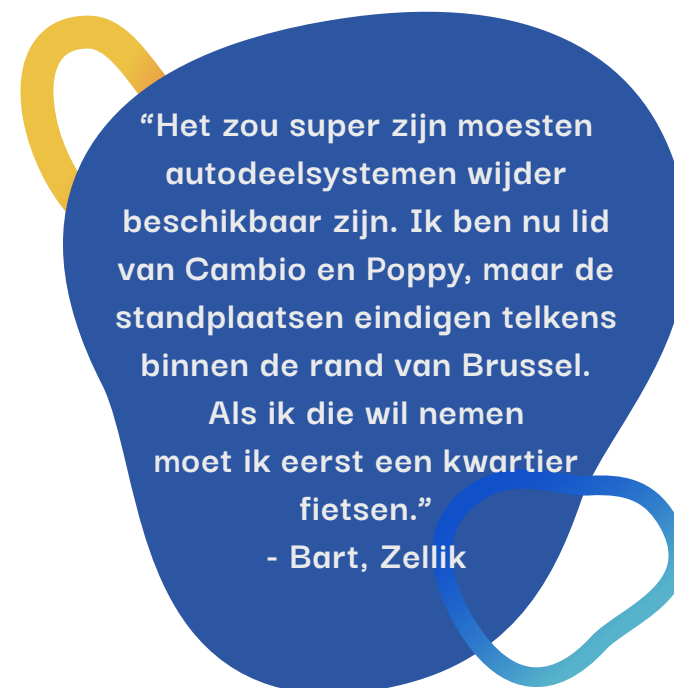 “Het zou super zijn moesten
autodeelsystemen wijder
beschikbaar zijn. Ik ben nu lid
van Cambio en Poppy, maar de
standplaatsen eindigen telkens
binnen de rand van Brussel.
Als ik die wil nemen
moet ik eerst een kwartier
fietsen.”
- Bart, Zellik